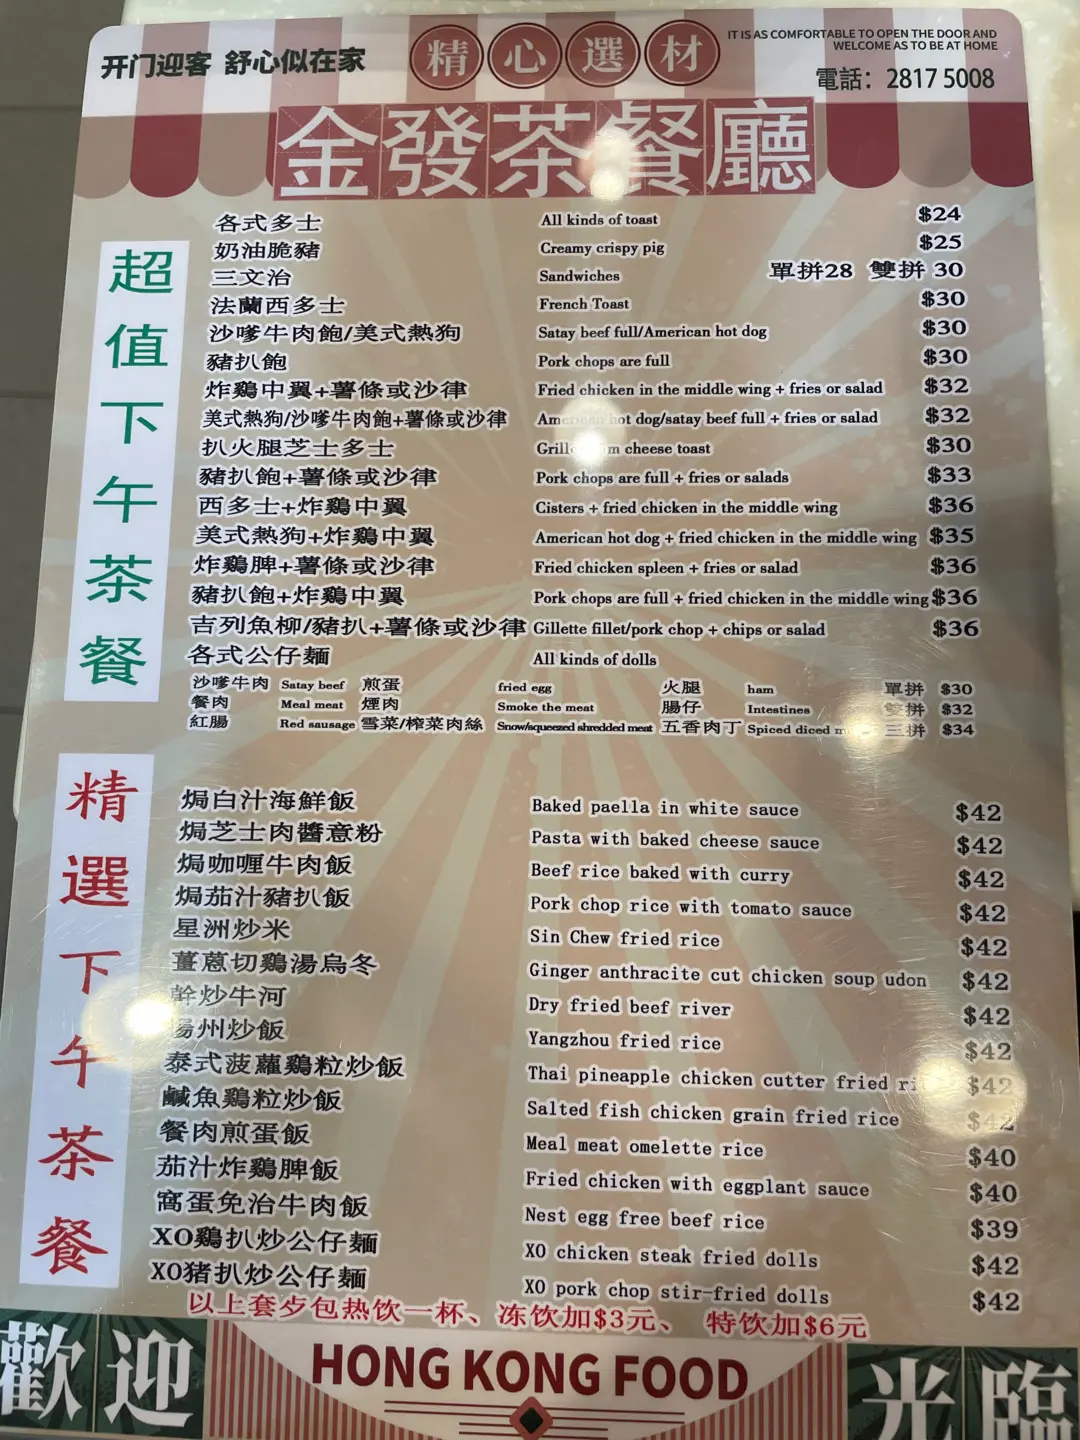 开门迎客 舒心似在家
精心選材
IT IS AS COMFORTABLE TO OPEN THE DOOR AND
WELCOME AS TO BE AT HOME
電話：2817 5008
金發茶餐廳
超值下午茶餐
各式多士 All kinds of toast $24
奶油脆豬 Creamy crispy pig $25
三文治 Sandwiches 單拼28 雙拼 30
法蘭西多士 French Toast $30
沙嗲牛肉飽/美式熱狗 Satay beef full/American hot dog $30
豬扒飽 Pork chops are full $30
炸鷄中翼+薯條或沙律 Fried chicken in the middle wing + fries or salad $32
美式熱狗/沙嗲牛肉飽+薯條或沙律 hot dog/satay beef full + fries or salad $32
扒火腿芝士多士 cheese toast $30
豬扒飽+薯條或沙律 Pork chops are full + fries or salads $33
西多士+炸鷄中翼 Cisters + fried chicken in the middle wing $36
美式熱狗+炸鷄中翼 American hot dog + fried chicken in the middle wing $35
炸鷄脾+薯條或沙律 Fried chicken spleen + fries or salad $36
豬扒飽+炸鷄中翼 Pork chops are full + fried chicken in the middle wing $36
吉列魚柳/豬扒+薯條或沙律 Gillette fillet/pork chop + chips or salad $36
各式公仔麵 All kinds of dolls
沙嗲牛肉 Satay beef 煎蛋 fried egg 火腿 ham 單拼 $30
餐肉 Meal meat 煙肉 Smoke the meat 腸仔 Intestines 雙拼 $32
紅腸 Red sausage 雪菜/榨菜肉絲 Snow/squeezed shredded meat 五香肉丁 Spiced diced 三拼 $34
精選下午茶餐
焗白汁海鮮飯 Baked paella in white sauce $42
焗芝士肉醬意粉 Pasta with baked cheese sauce $42
焗咖喱牛肉飯 Beef rice baked with curry $42
焗茄汁豬扒飯 Pork chop rice with tomato sauce $42
星洲炒米 Sin Chew fried rice $42
薑蔥切鷄湯烏冬 Ginger anthracite cut chicken soup udon $42
幹炒牛河 Dry fried beef river $42
揚州炒飯 Yangzhou fried rice $42
泰式菠蘿鷄粒炒飯 Thai pineapple chicken cutter fried $42
鹹魚鷄粒炒飯 Salted fish chicken grain fried rice $42
餐肉煎蛋飯 Meal meat omelette rice $40
茄汁炸鷄脾飯 Fried chicken with eggplant sauce $40
窩蛋免治牛肉飯 Nest egg free beef rice $39
XO鷄扒炒公仔麵 XO chicken steak fried dolls $42
XO猪扒炒公仔麵 XO pork chop stir-fried dolls $42
以上套歺包热饮一杯、冻饮加$3元、 特饮加$6元
歡迎
HONG KONG FOOD
光臨